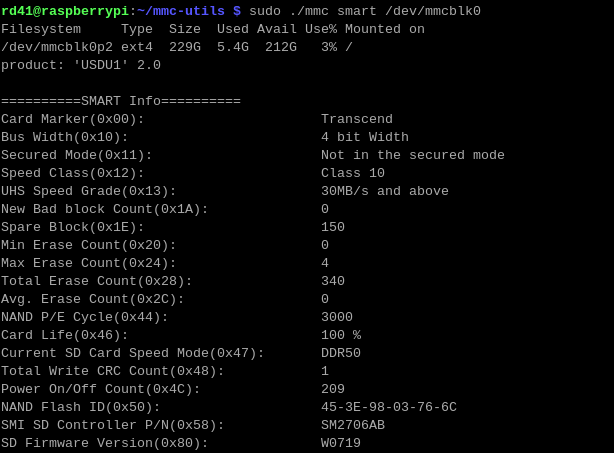 rd41@raspberrypi:~/mmc-utils $ sudo ./mmc smart /dev/mmcblk0
Filesystem     Type  Size  Used Avail Use% Mounted on
/dev/mmcblk0p2 ext4  229G  5.4G  212G   3% /
product: 'USDU1' 2.0

==========SMART Info==========
Card Marker(0x00):                      Transcend
Bus Width(0x10):                        4 bit Width
Secured Mode(0x11):                     Not in the secured mode
Speed Class(0x12):                      Class 10
UHS Speed Grade(0x13):                  30MB/s and above
New Bad block Count(0x1A):              0
Spare Block(0x1E):                      150
Min Erase Count(0x20):                  0
Max Erase Count(0x24):                  4
Total Erase Count(0x28):                340
Avg. Erase Count(0x2C):                 0
NAND P/E Cycle(0x44):                   3000
Card Life(0x46):                        100 %
Current SD Card Speed Mode(0x47):       DDR50
Total Write CRC Count(0x48):            1
Power On/Off Count(0x4C):               209
NAND Flash ID(0x50):                    45-3E-98-03-76-6C
SMI SD Controller P/N(0x58):            SM2706AB
SD Firmware Version(0x80):              W0719